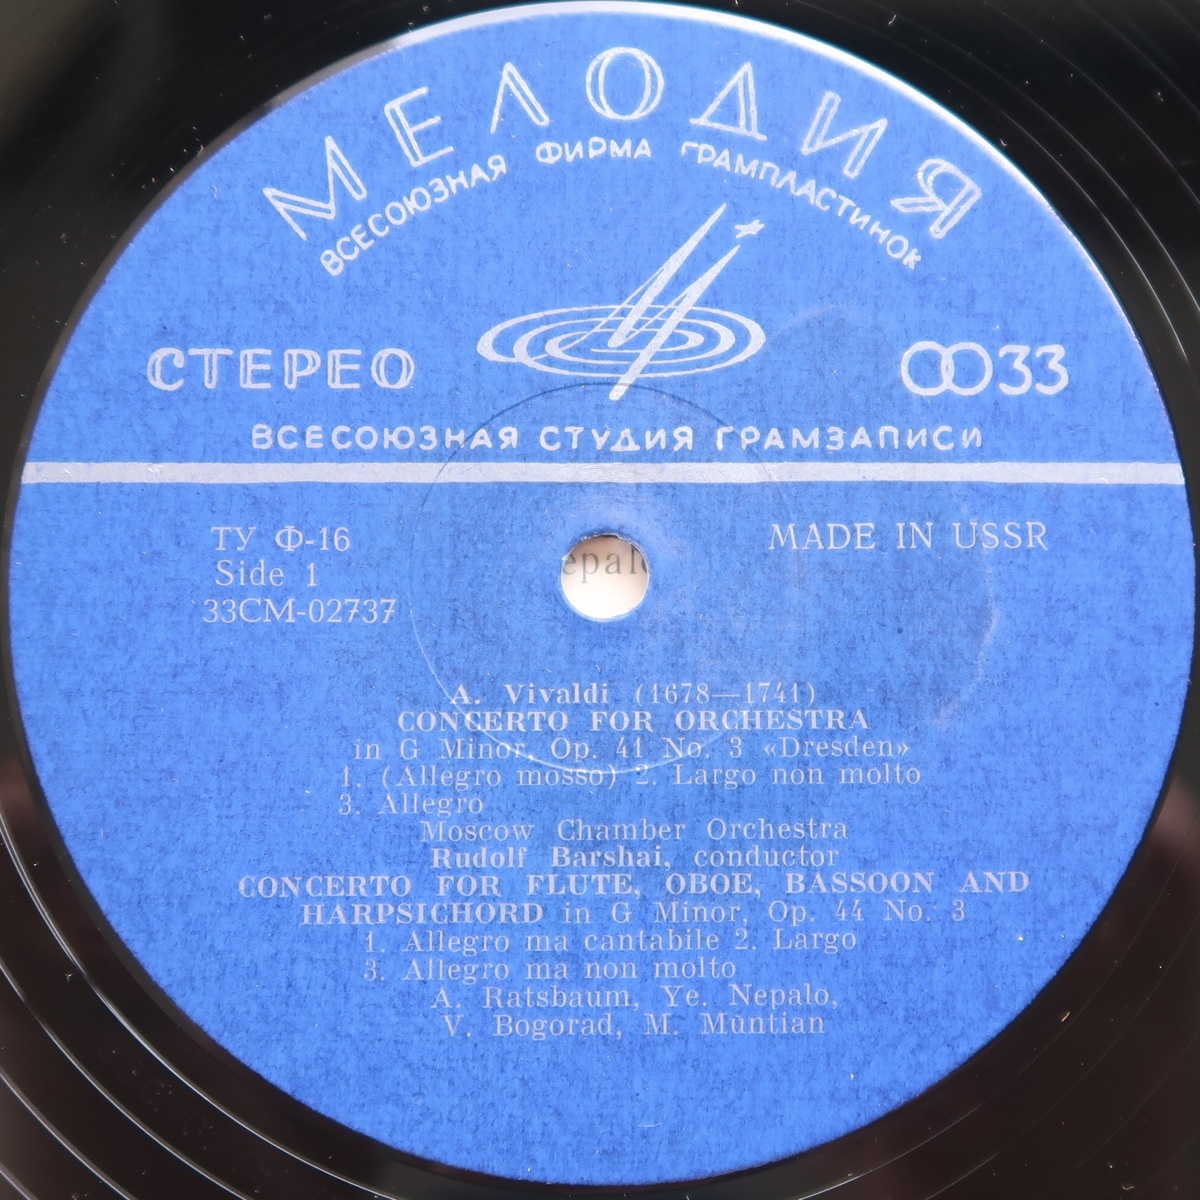 МЕЛОДИЯ
ВСЕСОЮЗНАЯ ФИРМА ГРАМПЛАСТИНОК
СТЕРЕО
33
ВСЕСОЮЗНАЯ СТУДИЯ ГРАМЗАПИСИ
ТУ Ф-16
MADE IN USSR
Side 1
33СМ-02737
epalo
A. Vivaldi (1678—1741)
CONCERTO FOR ORCHESTRA
in G Minor, Op. 41 No. 3 «Dresden»
1. (Allegro mosso) 2. Largo non molto
3. Allegro
Moscow Chamber Orchestra
Rudolf Barshai, conductor
CONCERTO FOR FLUTE, OBOE, BASSOON AND
HARPSICHORD in G Minor, Op. 44 No. 3
1. Allegro ma cantabile 2. Largo
3. Allegro ma non molto
A. Ratsbaum, Ye. Nepalo,
V. Bogorad, M. Muntian